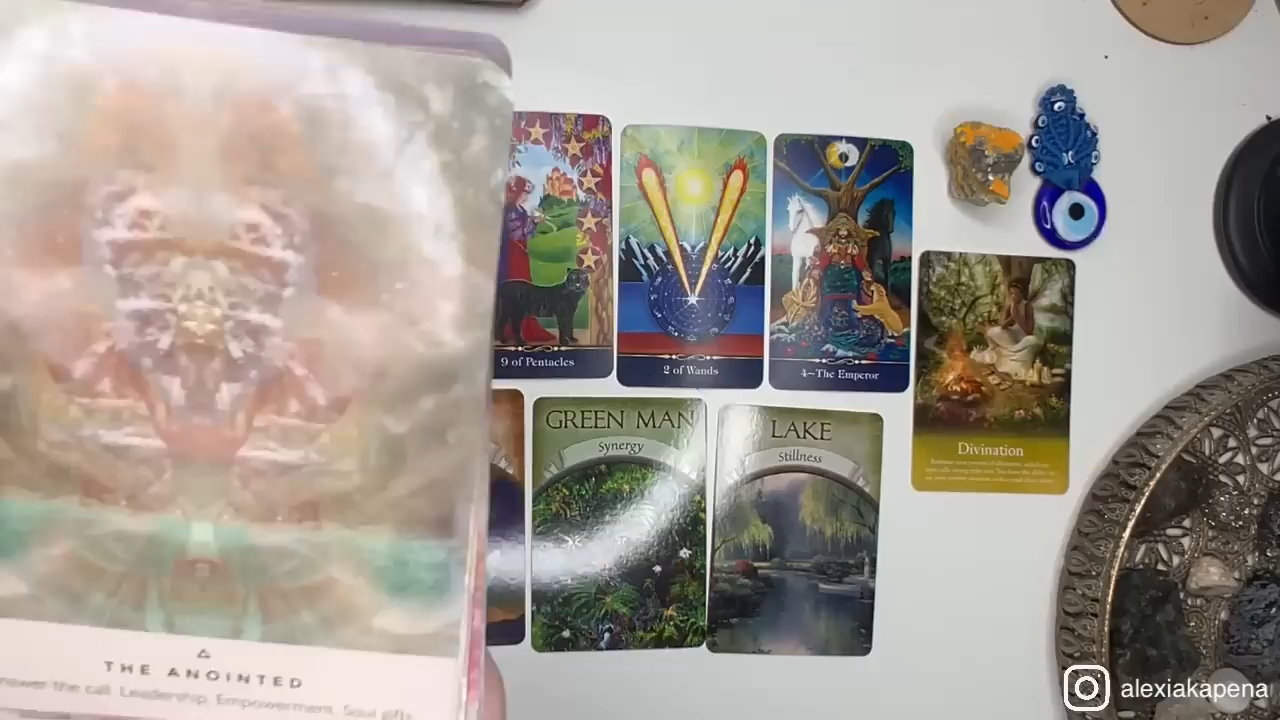 9 of Pentacles
2 of Wands
4~The Emperor
GREEN MAN
Synergy
LAKE
Stillness
Divination
THE ANOINTED
the call. Leadership. Empowerment. Soul gifts.
alexiakapena